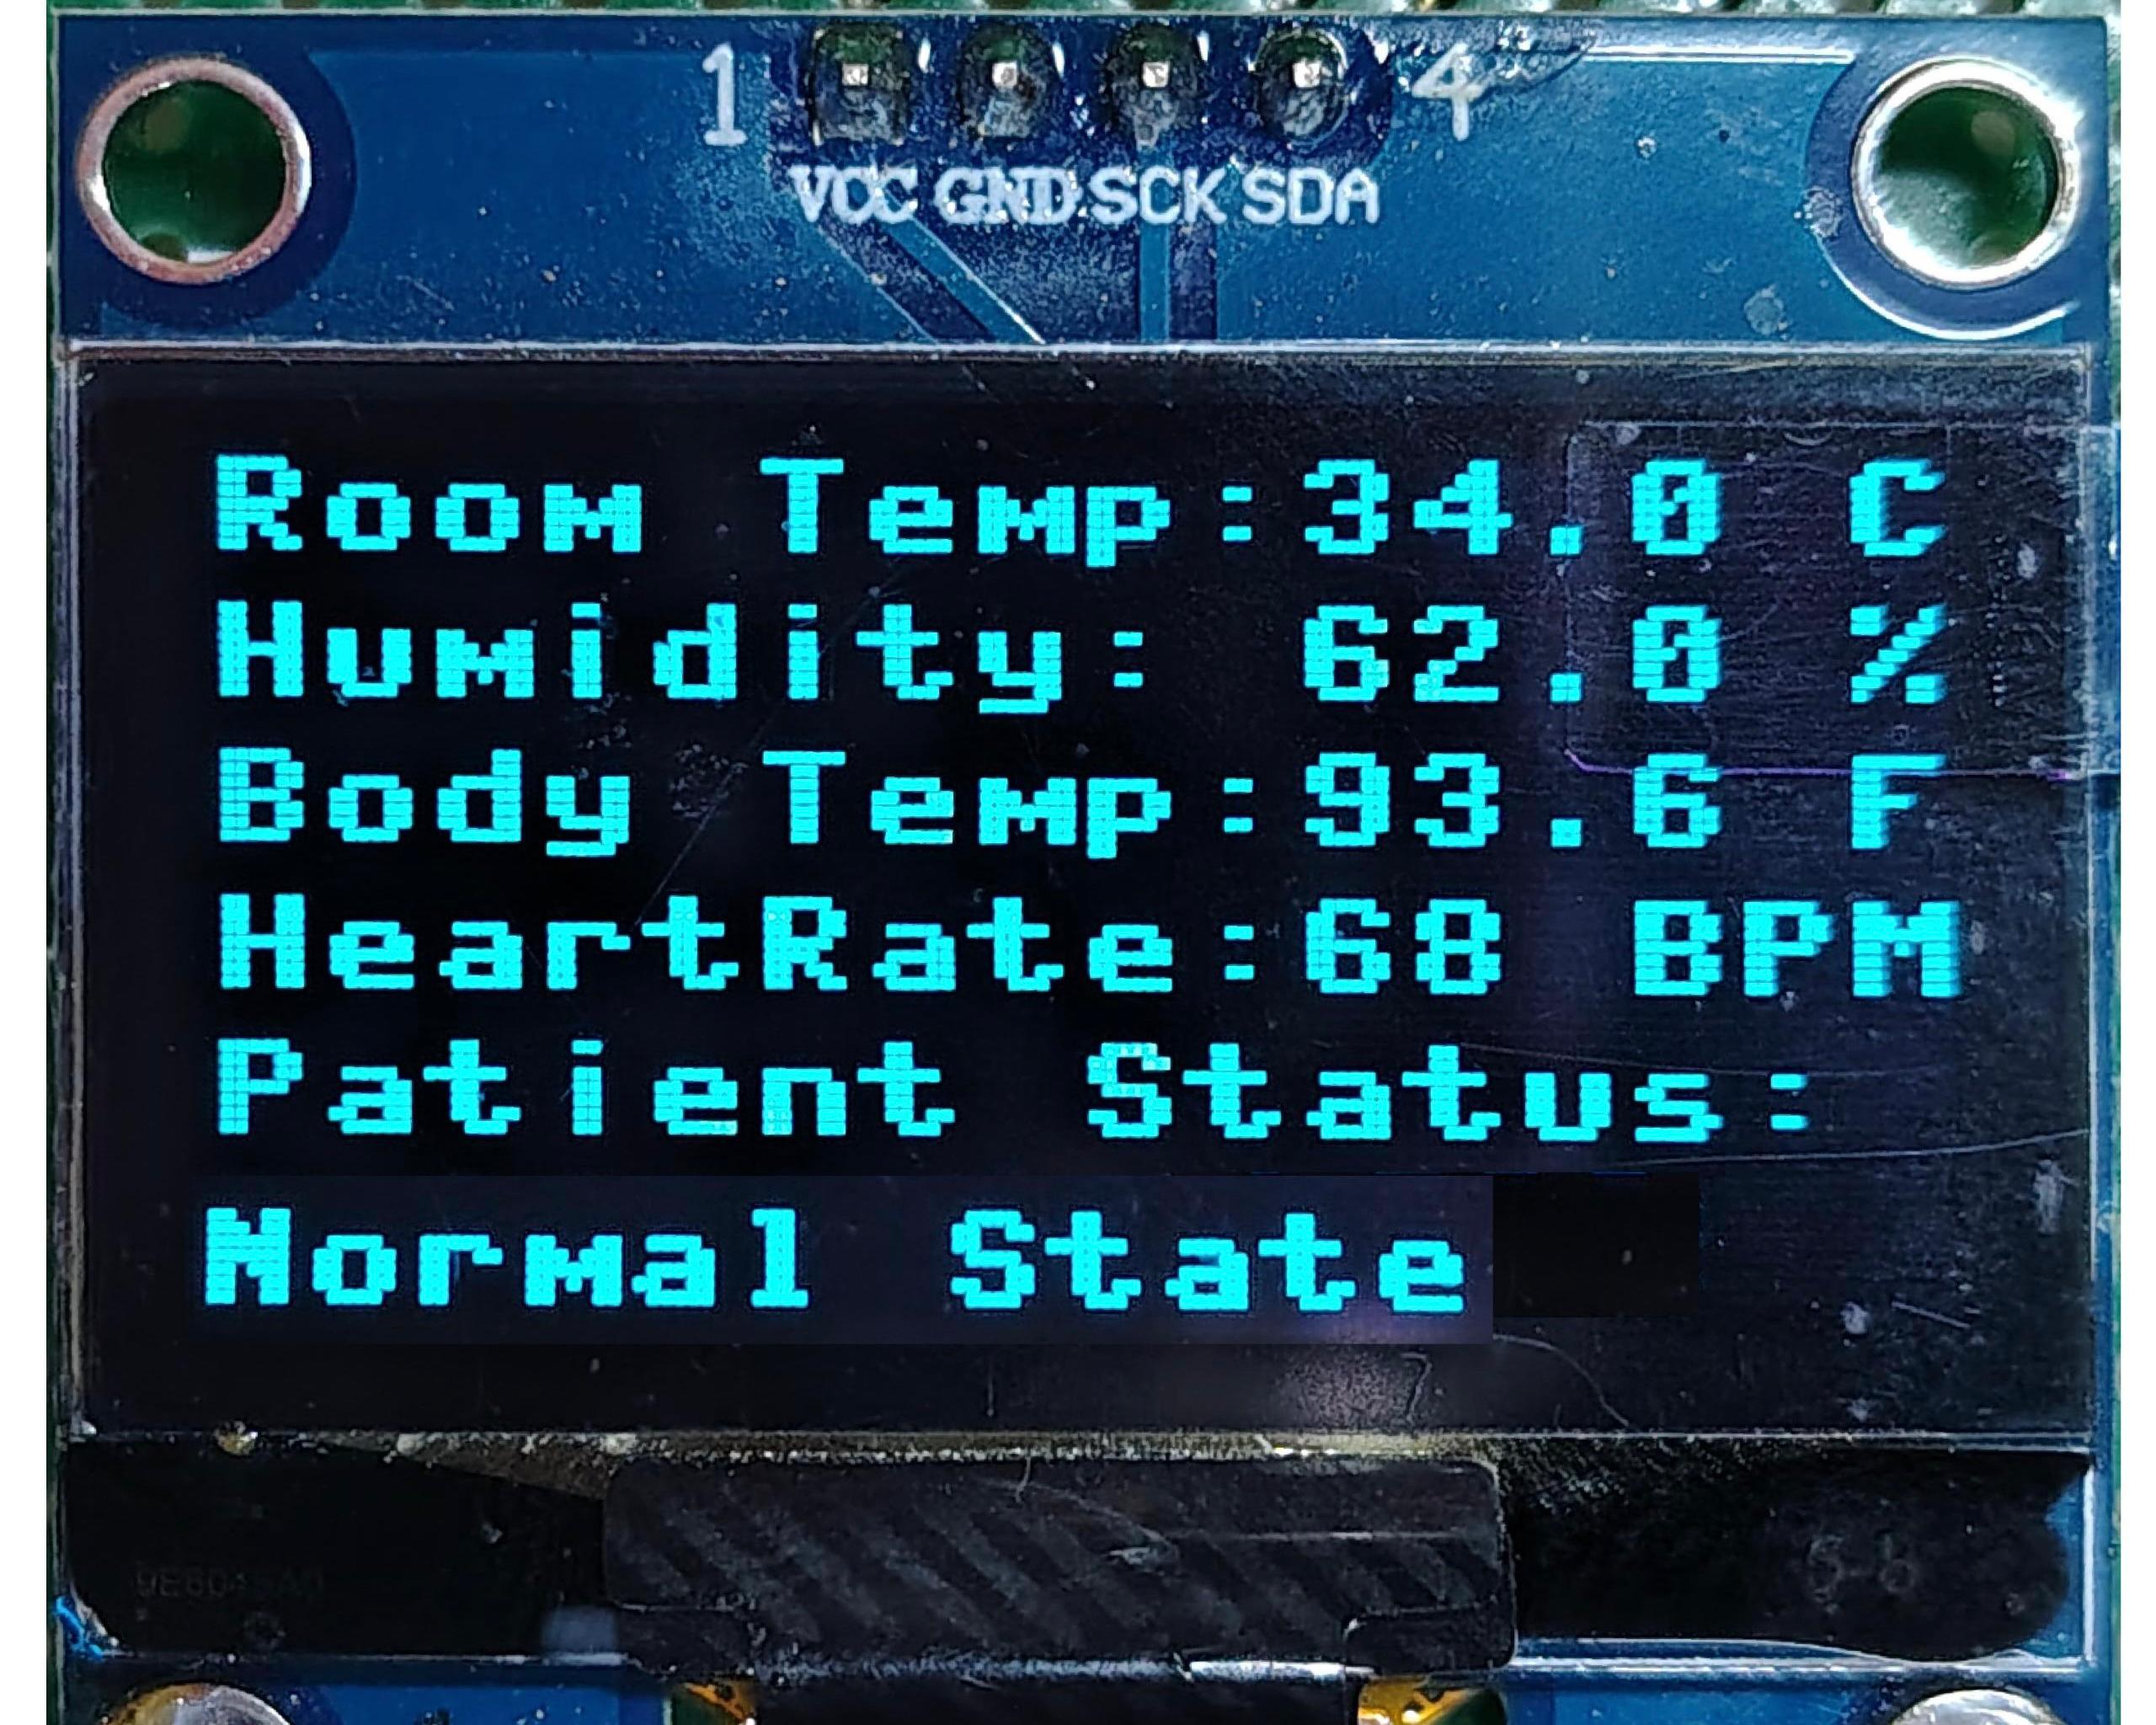 1 4
VCC GND SCK SDA
Room Temp:34.0 C
Humidity: 62.0 %
Body Temp:93.6 F
HeartRate:68 BPM
Patient Status:
Normal State